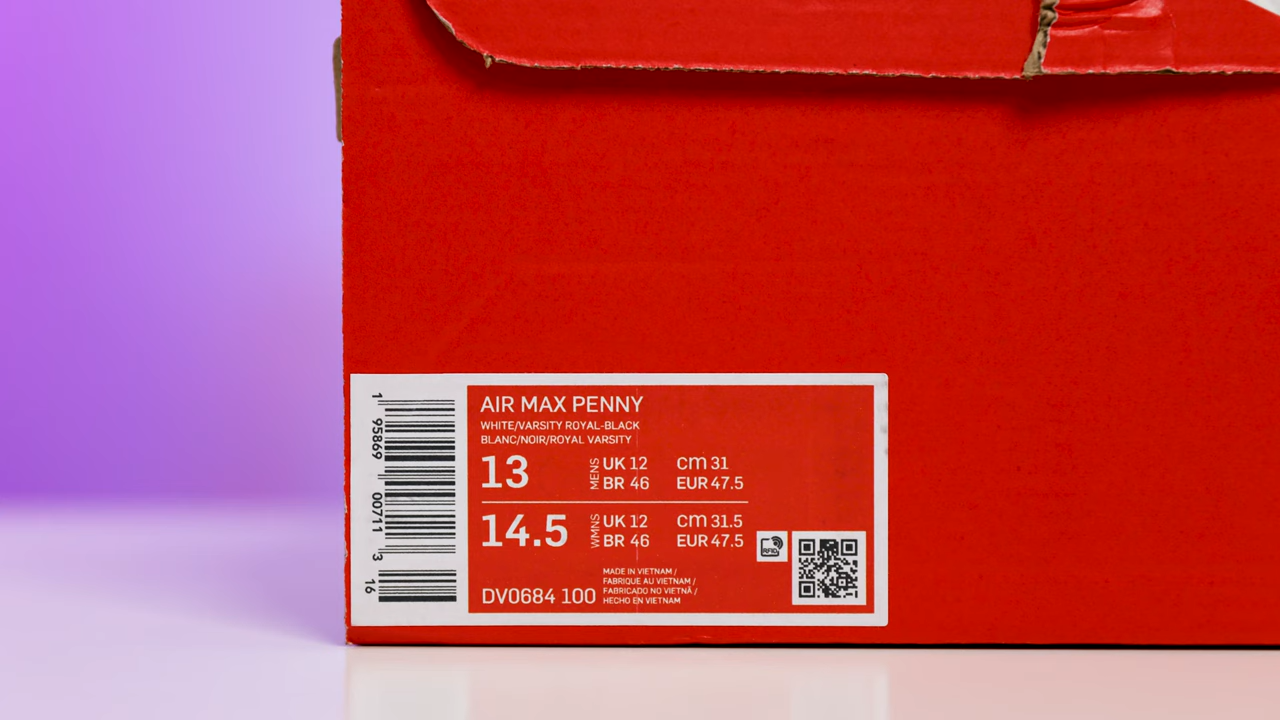 AIR MAX PENNY
WHITE/VARSITY ROYAL-BLACK
BLANC/NOIR/ROYAL VARSITY
13 MENS UK 12 cm 31
BR 46 EUR 47.5
14.5 WMNS UK 12 cm 31.5
BR 46 EUR 47.5
RFID
MADE IN VIETNAM /
FABRIQUE AU VIETNAM /
FABRICADO NO VIETNÃ /
HECHO EN VIETNAM
DV0684 100
1 95869 00711 3 16